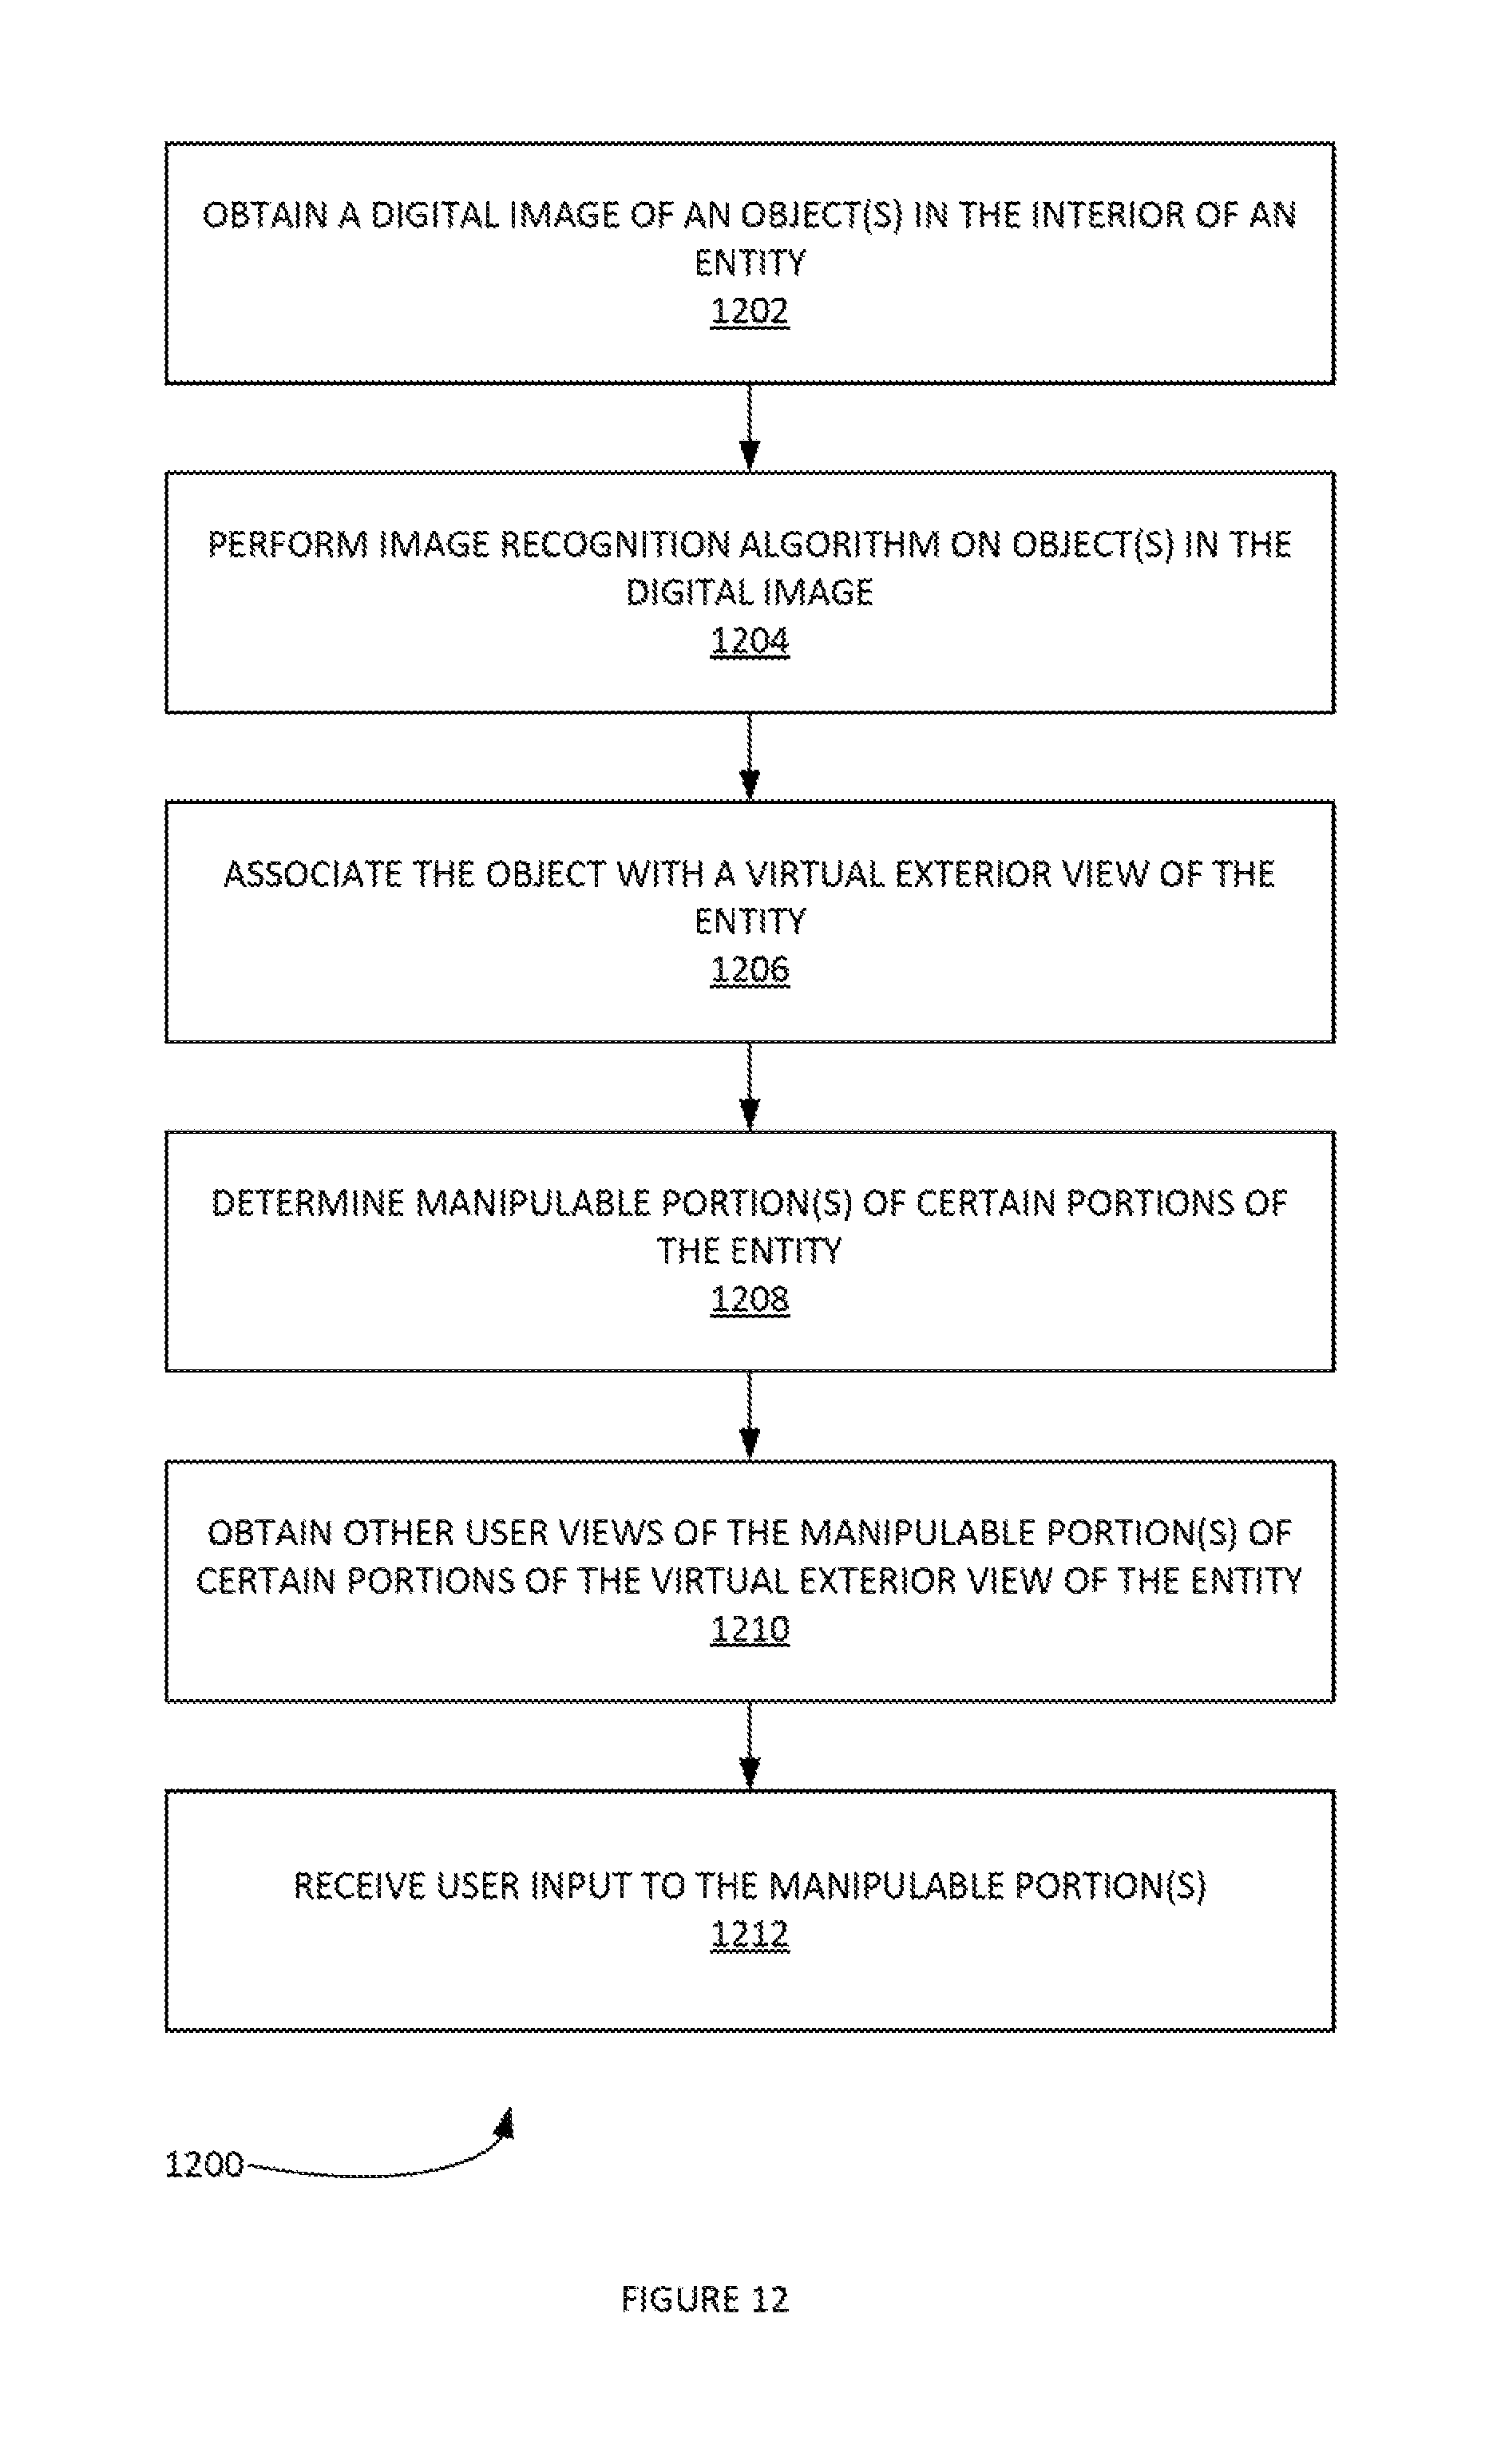 OBTAIN A DIGITAL IMAGE OF AN OBJECT(S) IN THE INTERIOR OF AN
ENTITY
1202
PERFORM IMAGE RECOGNITION ALGORITHM ON OBJECT(S) IN THE
DIGITAL IMAGE
1204
ASSOCIATE THE OBJECT WITH A VIRTUAL EXTERIOR VIEW OF THE
ENTITY
1206
DETERMINE MANIPULABLE PORTION(S) OF CERTAIN PORTIONS OF
THE ENTITY
1208
OBTAIN OTHER USER VIEWS OF THE MANIPULABLE PORTION(S) OF
CERTAIN PORTIONS OF THE VIRTUAL EXTERIOR VIEW OF THE ENTITY
1210
RECEIVE USER INPUT TO THE MANIPULABLE PORTION(S)
1212
1200
FIGURE 12